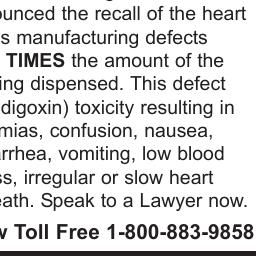 ounced the recall of the heart
s manufacturing defects
TIMES the amount of the
ing dispensed. This defect
digoxin) toxicity resulting in
mias, confusion, nausea,
rrhea, vomiting, low blood
ss, irregular or slow heart
eath. Speak to a Lawyer now.
w Toll Free 1-800-883-9858